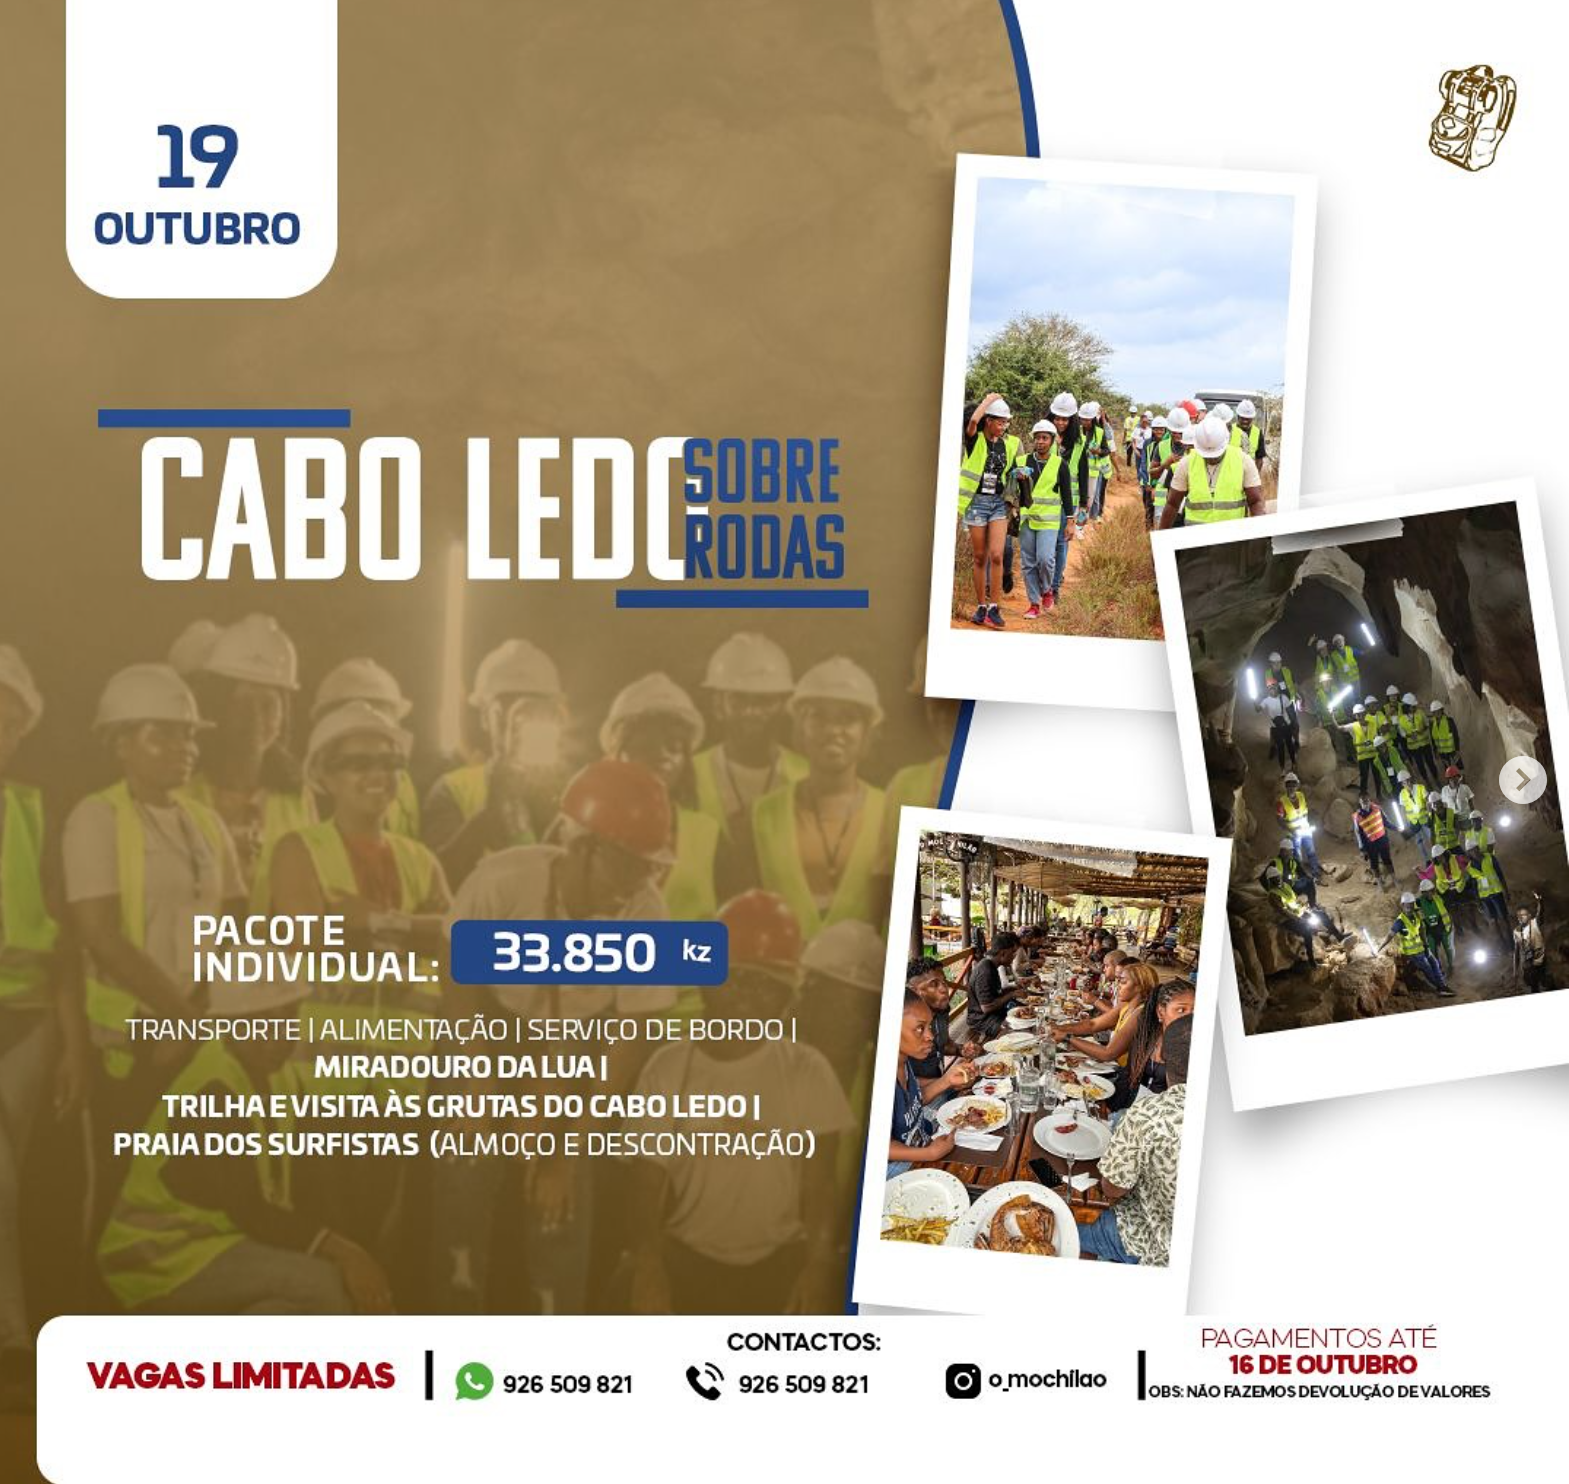 19
OUTUBRO
CABO LEDO
SOBRE
RODAS
PACOTE
INDIVIDUAL:
33.850 kz
TRANSPORTE | ALIMENTAÇÃO | SERVIÇO DE BORDO |
MIRADOURO DA LUA |
TRILHA E VISITA ÀS GRUTAS DO CABO LEDO |
PRAIA DOS SURFISTAS (ALMOÇO E DESCONTRAÇÃO)
VAGAS LIMITADAS
CONTACTOS:
926 509 821
926 509 821
o_mochilao
PAGAMENTOS ATÉ
16 DE OUTUBRO
OBS: NÃO FAZEMOS DEVOLUÇÃO DE VALORES